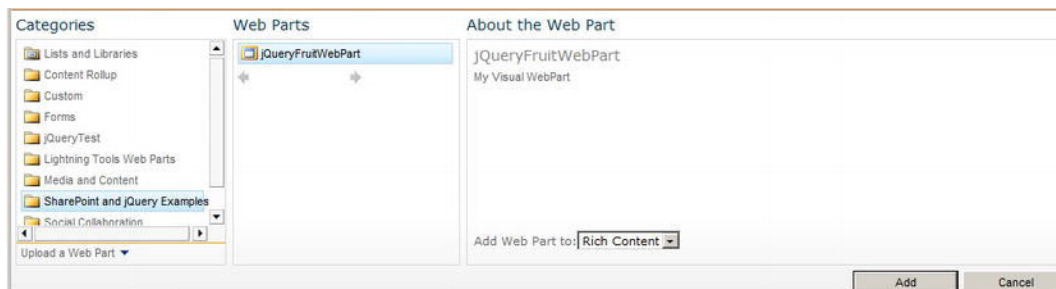 Categories
Lists and Libraries
Content Rollup
Custom
Forms
jQueryTest
Lightning Tools Web Parts
Media and Content
SharePoint and jQuery Examples
Social Collaboration
Upload a Web Part
Web Parts
jQueryFruitWebPart
About the Web Part
jQueryFruitWebPart
My Visual WebPart
Add Web Part to: Rich Content
Add
Cancel